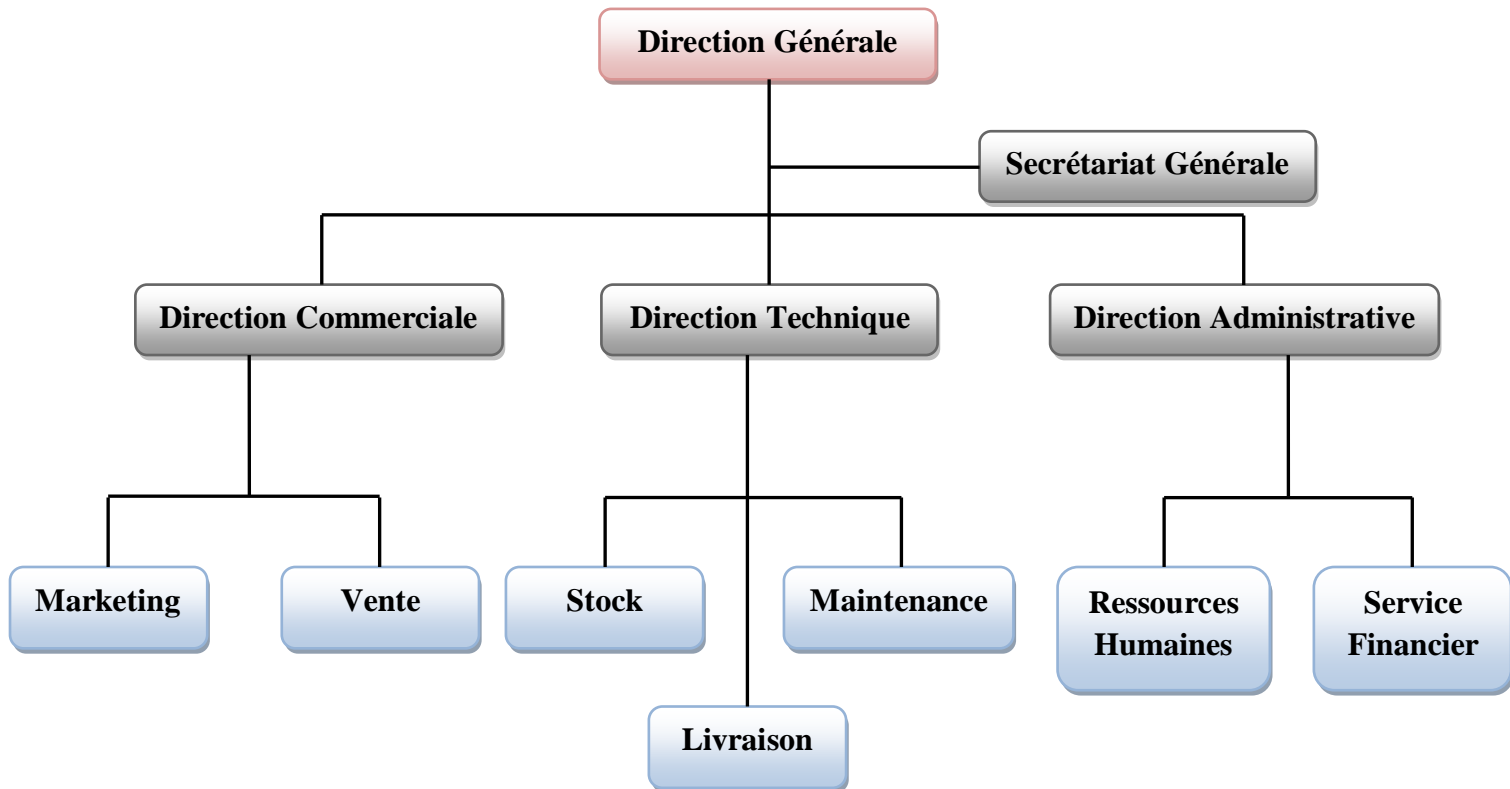 Direction Générale
Secrétariat Générale
Direction Commerciale
Direction Technique
Direction Administrative
Marketing
Vente
Stock
Maintenance
Ressources
Humaines
Service
Financier
Livraison